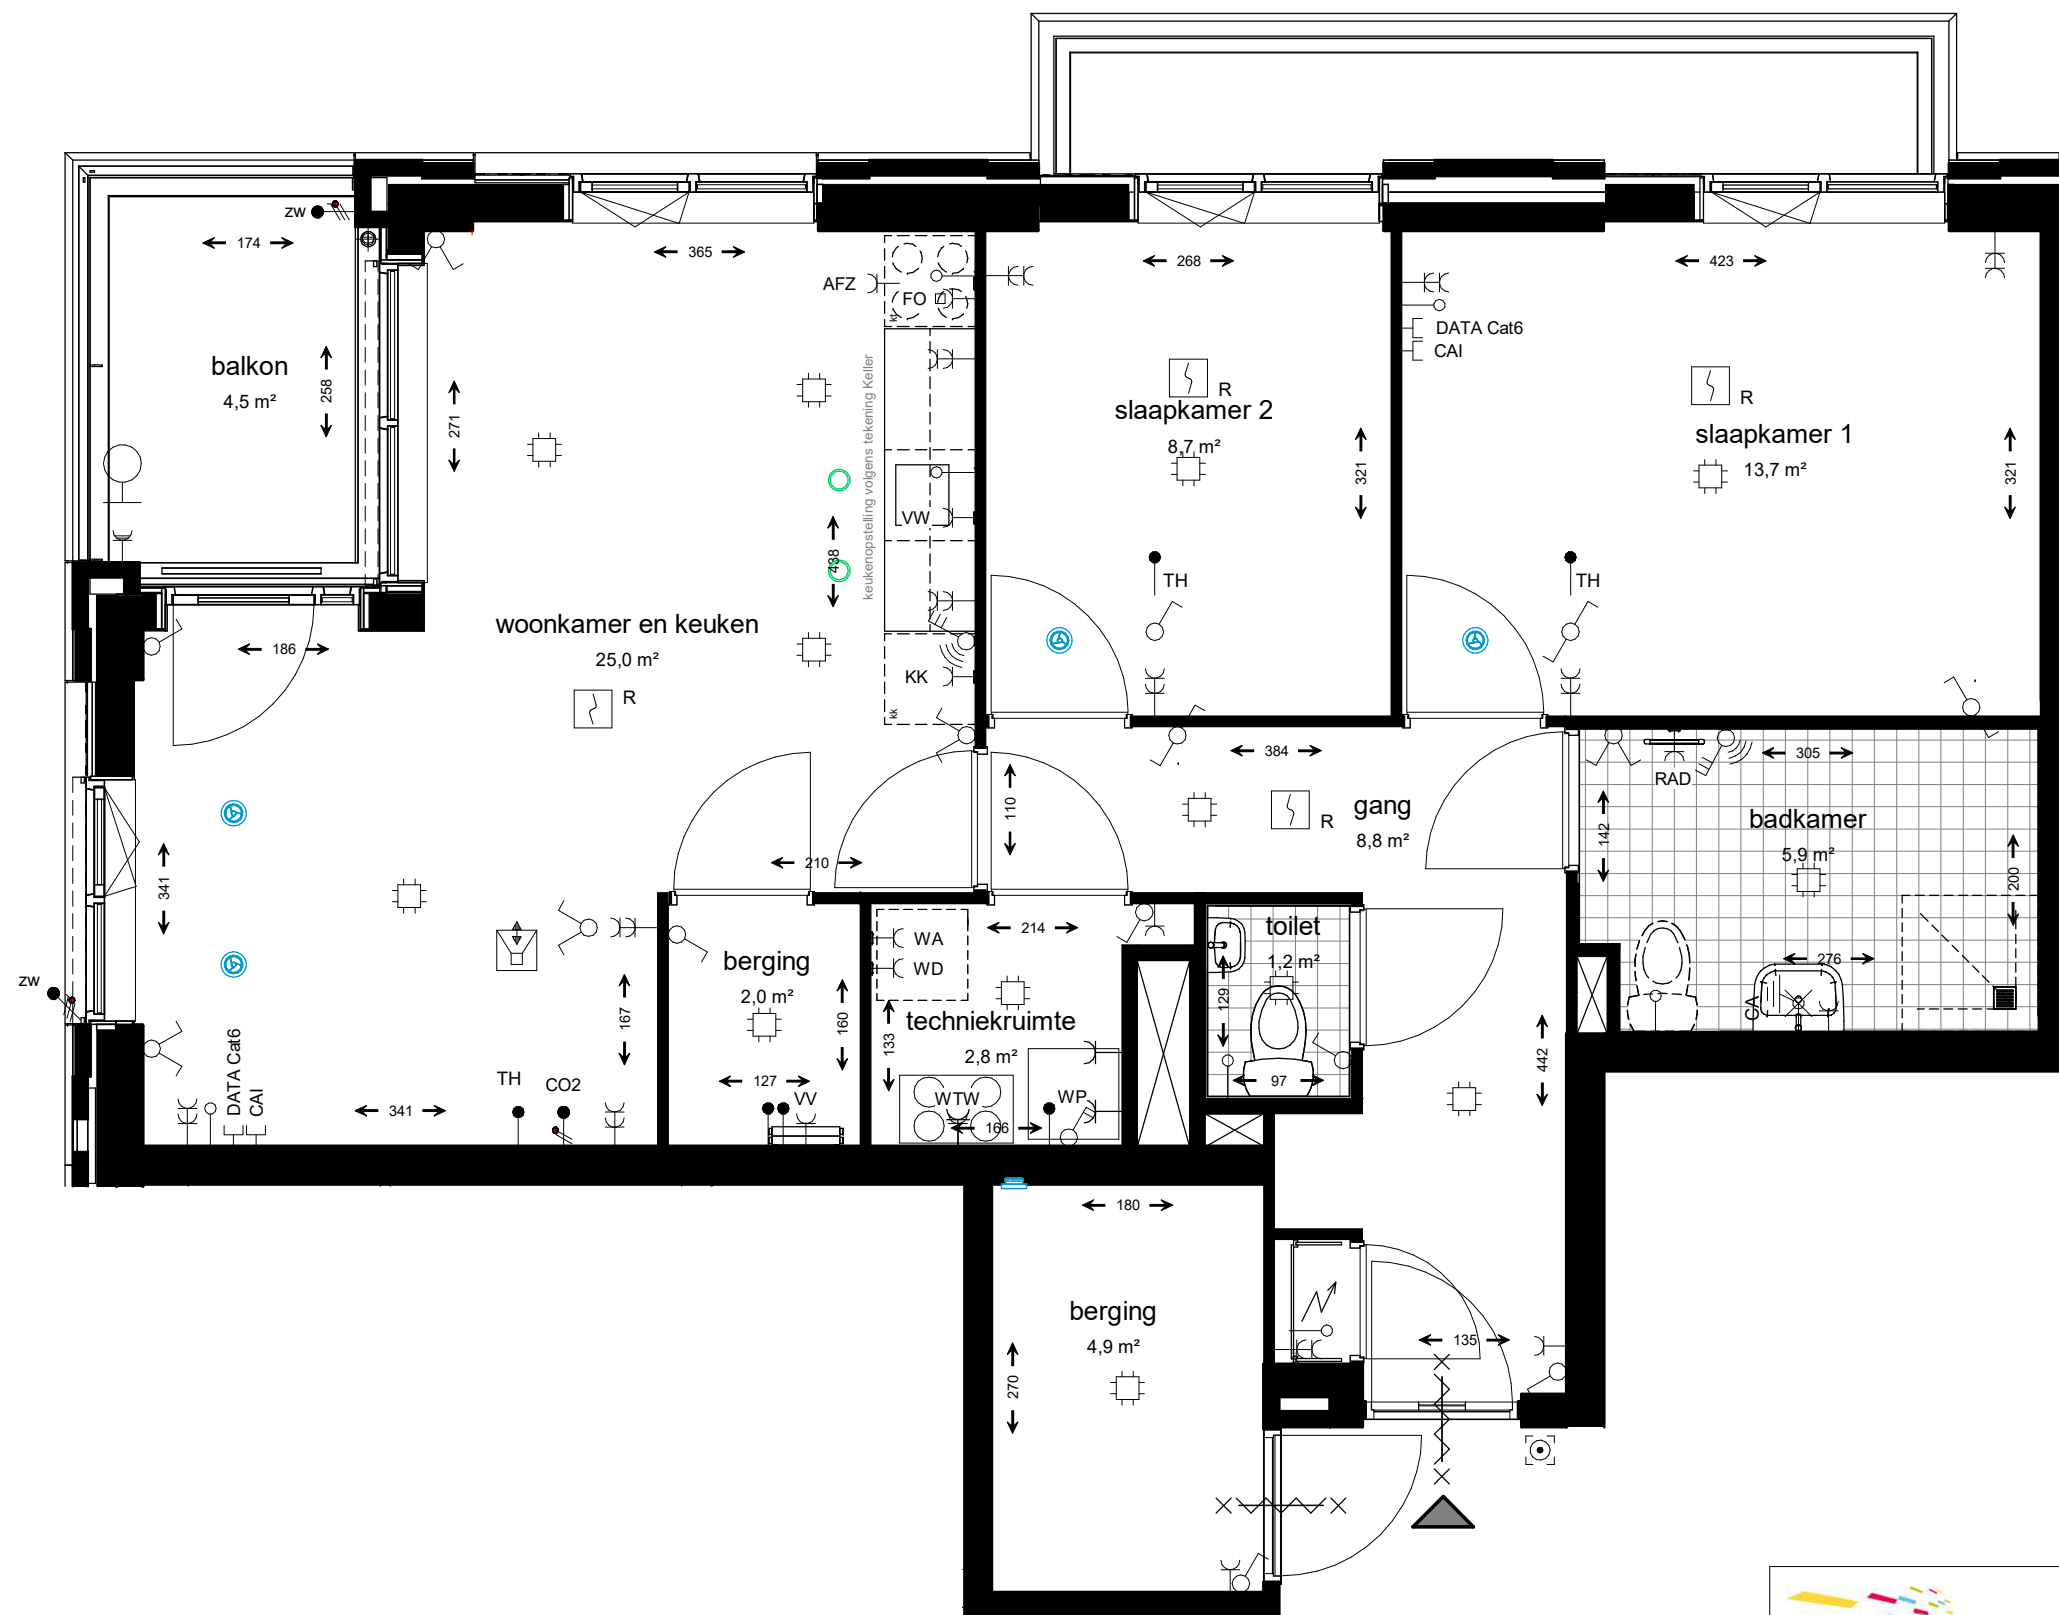 zw
174
balkon
4,5 m²
258
271
365
AFZ
FO
kt
keukenopstelling volgens tekening Keller
VW
438
woonkamer en keuken
25,0 m²
R
KK
kk
186
268
R
slaapkamer 2
8,7 m²
321
TH
423
DATA Cat6
CAI
R
slaapkamer 1
13,7 m²
321
TH
384
110
R
gang
8,8 m²
RAD
305
142
badkamer
5,9 m²
200
276
CA
210
341
zw
DATA Cat6
CAI
341
TH
CO2
167
berging
2,0 m²
160
127
VV
WA
WD
214
techniekruimte
2,8 m²
133
WTW
166
WP
toilet
1,2 m²
129
97
442
180
berging
4,9 m²
270
135